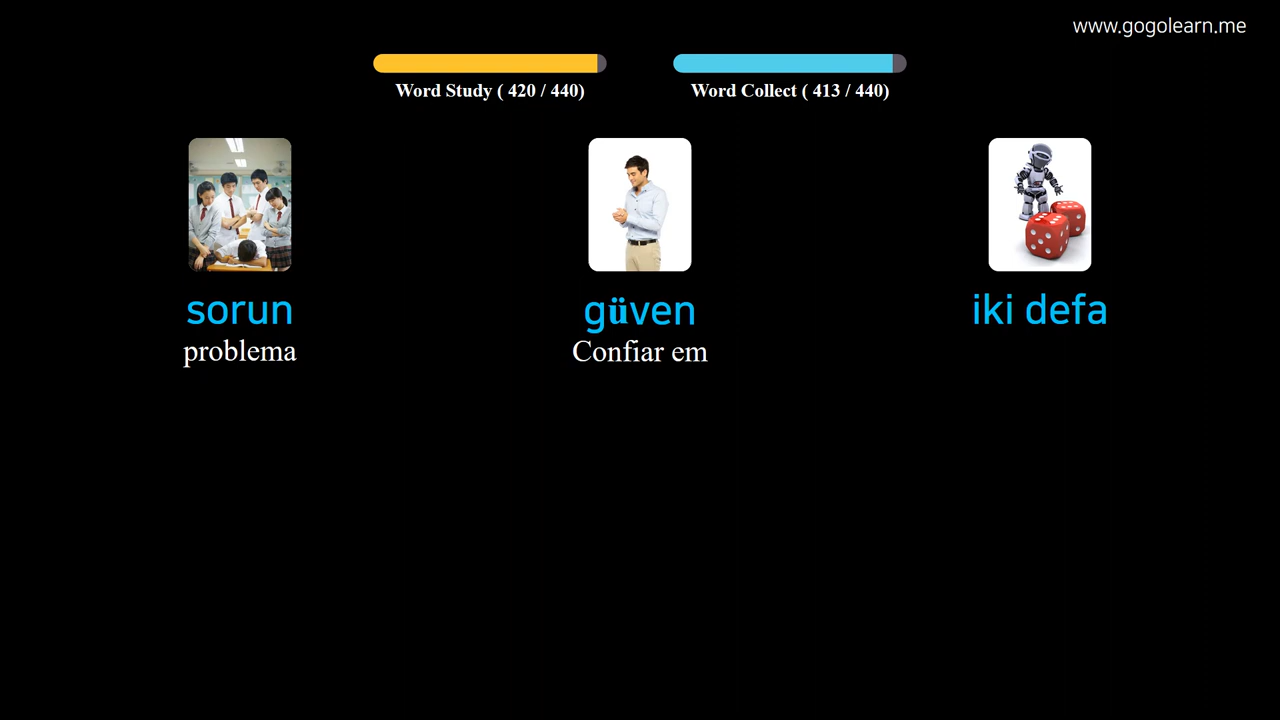 www.gogolearn.me
Word Study ( 420 / 440)
Word Collect ( 413 / 440)
sorun
problema
güven
Confiar em
iki defa